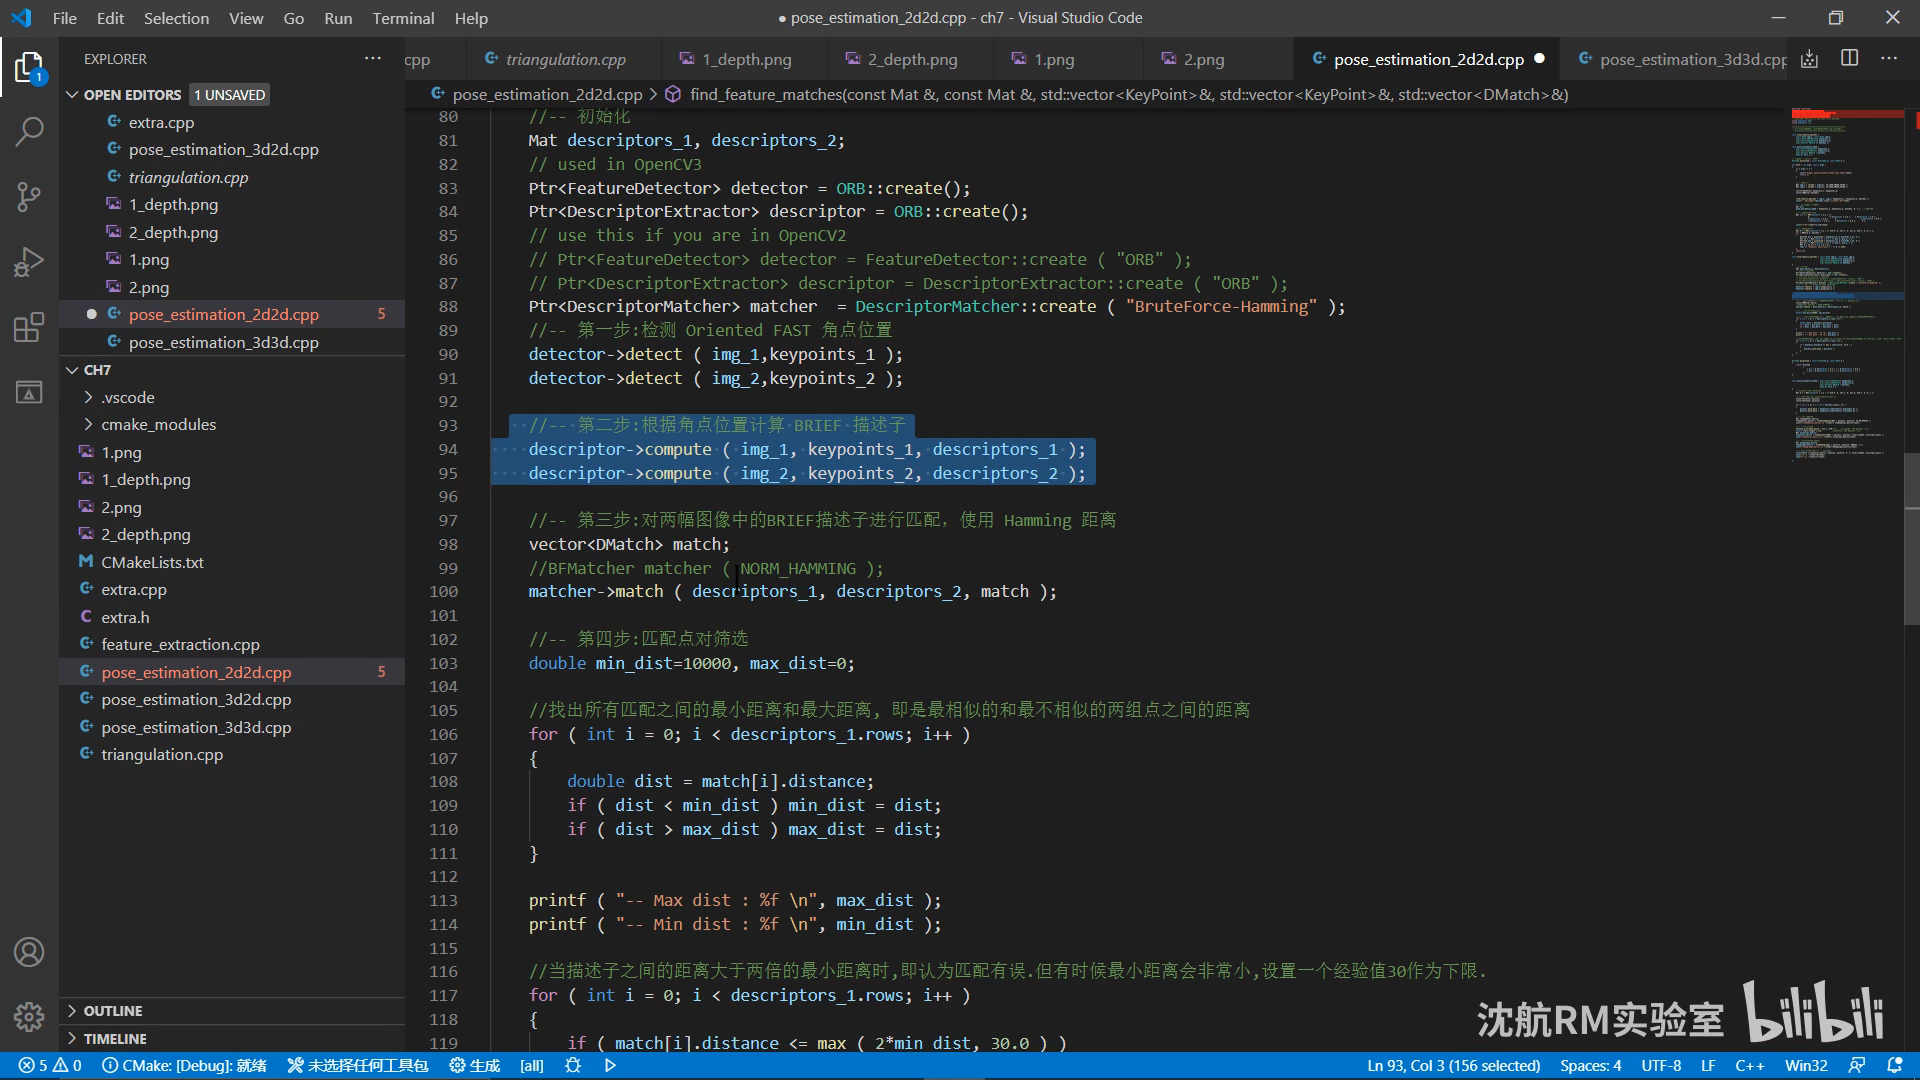 File Edit Selection View Go Run Terminal Help
● pose_estimation_2d2d.cpp - ch7 - Visual Studio Code
EXPLORER
OPEN EDITORS 1 UNSAVED
extra.cpp
pose_estimation_3d2d.cpp
triangulation.cpp
1_depth.png
2_depth.png
1.png
2.png
pose_estimation_2d2d.cpp 5
pose_estimation_3d3d.cpp
CH7
.vscode
cmake_modules
1.png
1_depth.png
2.png
2_depth.png
CMakeLists.txt
extra.cpp
extra.h
feature_extraction.cpp
pose_estimation_2d2d.cpp 5
pose_estimation_3d2d.cpp
pose_estimation_3d3d.cpp
triangulation.cpp
OUTLINE
TIMELINE
1
cpp triangulation.cpp 1_depth.png 2_depth.png 1.png 2.png pose_estimation_2d2d.cpp ● pose_estimation_3d3d.cpp
pose_estimation_2d2d.cpp > find_feature_matches(const Mat &, const Mat &, std::vector<KeyPoint>&, std::vector<KeyPoint>&, std::vector<DMatch>&)
80 //-- 初始化
81 Mat descriptors_1, descriptors_2;
82 // used in OpenCV3
83 Ptr<FeatureDetector> detector = ORB::create();
84 Ptr<DescriptorExtractor> descriptor = ORB::create();
85 // use this if you are in OpenCV2
86 // Ptr<FeatureDetector> detector = FeatureDetector::create ( "ORB" );
87 // Ptr<DescriptorExtractor> descriptor = DescriptorExtractor::create ( "ORB" );
88 Ptr<DescriptorMatcher> matcher  = DescriptorMatcher::create ( "BruteForce-Hamming" );
89 //-- 第一步:检测 Oriented FAST 角点位置
90 detector->detect ( img_1,keypoints_1 );
91 detector->detect ( img_2,keypoints_2 );
92
93 //-- 第二步:根据角点位置计算 BRIEF 描述子
94 descriptor->compute ( img_1, keypoints_1, descriptors_1 );
95 descriptor->compute ( img_2, keypoints_2, descriptors_2 );
96
97 //-- 第三步:对两幅图像中的BRIEF描述子进行匹配，使用 Hamming 距离
98 vector<DMatch> match;
99 //BFMatcher matcher ( NORM_HAMMING );
100 matcher->match ( descriptors_1, descriptors_2, match );
101
102 //-- 第四步:匹配点对筛选
103 double min_dist=10000, max_dist=0;
104
105 //找出所有匹配之间的最小距离和最大距离, 即是最相似的和最不相似的两组点之间的距离
106 for ( int i = 0; i < descriptors_1.rows; i++ )
107 {
108 double dist = match[i].distance;
109 if ( dist < min_dist ) min_dist = dist;
110 if ( dist > max_dist ) max_dist = dist;
111 }
112
113 printf ( "-- Max dist : %f \n", max_dist );
114 printf ( "-- Min dist : %f \n", min_dist );
115
116 //当描述子之间的距离大于两倍的最小距离时,即认为匹配有误.但有时候最小距离会非常小,设置一个经验值30作为下限.
117 for ( int i = 0; i < descriptors_1.rows; i++ )
118 {
119 if ( match[i].distance <= max ( 2*min_dist, 30.0 ) )
沈航RM实验室 bilibili
5 0 CMake: [Debug]: 就绪 未选择任何工具包 生成 [all] Ln 93, Col 3 (156 selected) Spaces: 4 UTF-8 LF C++ Win32